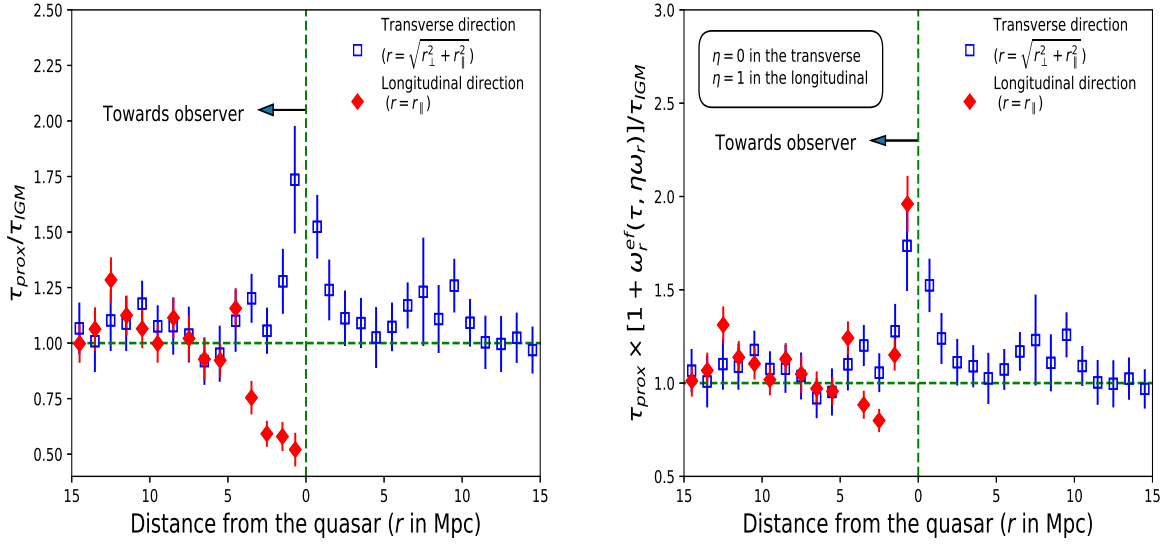 2.50
2.25
2.00
1.75
1.50
1.25
1.00
0.75
0.50
τ_prox/τ_IGM
Transverse direction
(r = √(r⊥² + r∥²))
Longitudinal direction
(r = r∥)
Towards observer
15 10 5 0 5 10 15
Distance from the quasar (r in Mpc)
3.0
2.5
2.0
1.5
1.0
0.5
τ_prox × [1 + ω_r^ef(τ, ηω_r)]/τ_IGM
η = 0 in the transverse
η = 1 in the longitudinal
Transverse direction
(r = √(r⊥² + r∥²))
Longitudinal direction
(r = r∥)
Towards observer
15 10 5 0 5 10 15
Distance from the quasar (r in Mpc)